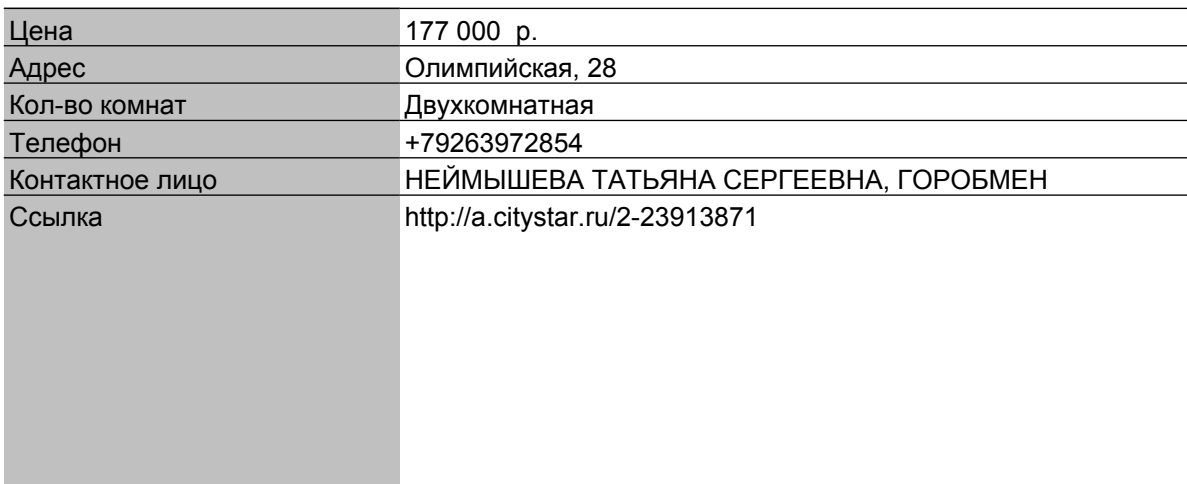 Цена 177 000 р.
Адрес Олимпийская, 28
Кол-во комнат Двухкомнатная
Телефон +79263972854
Контактное лицо НЕЙМЫШЕВА ТАТЬЯНА СЕРГЕЕВНА, ГОРОБМЕН
Ссылка http://a.citystar.ru/2-23913871